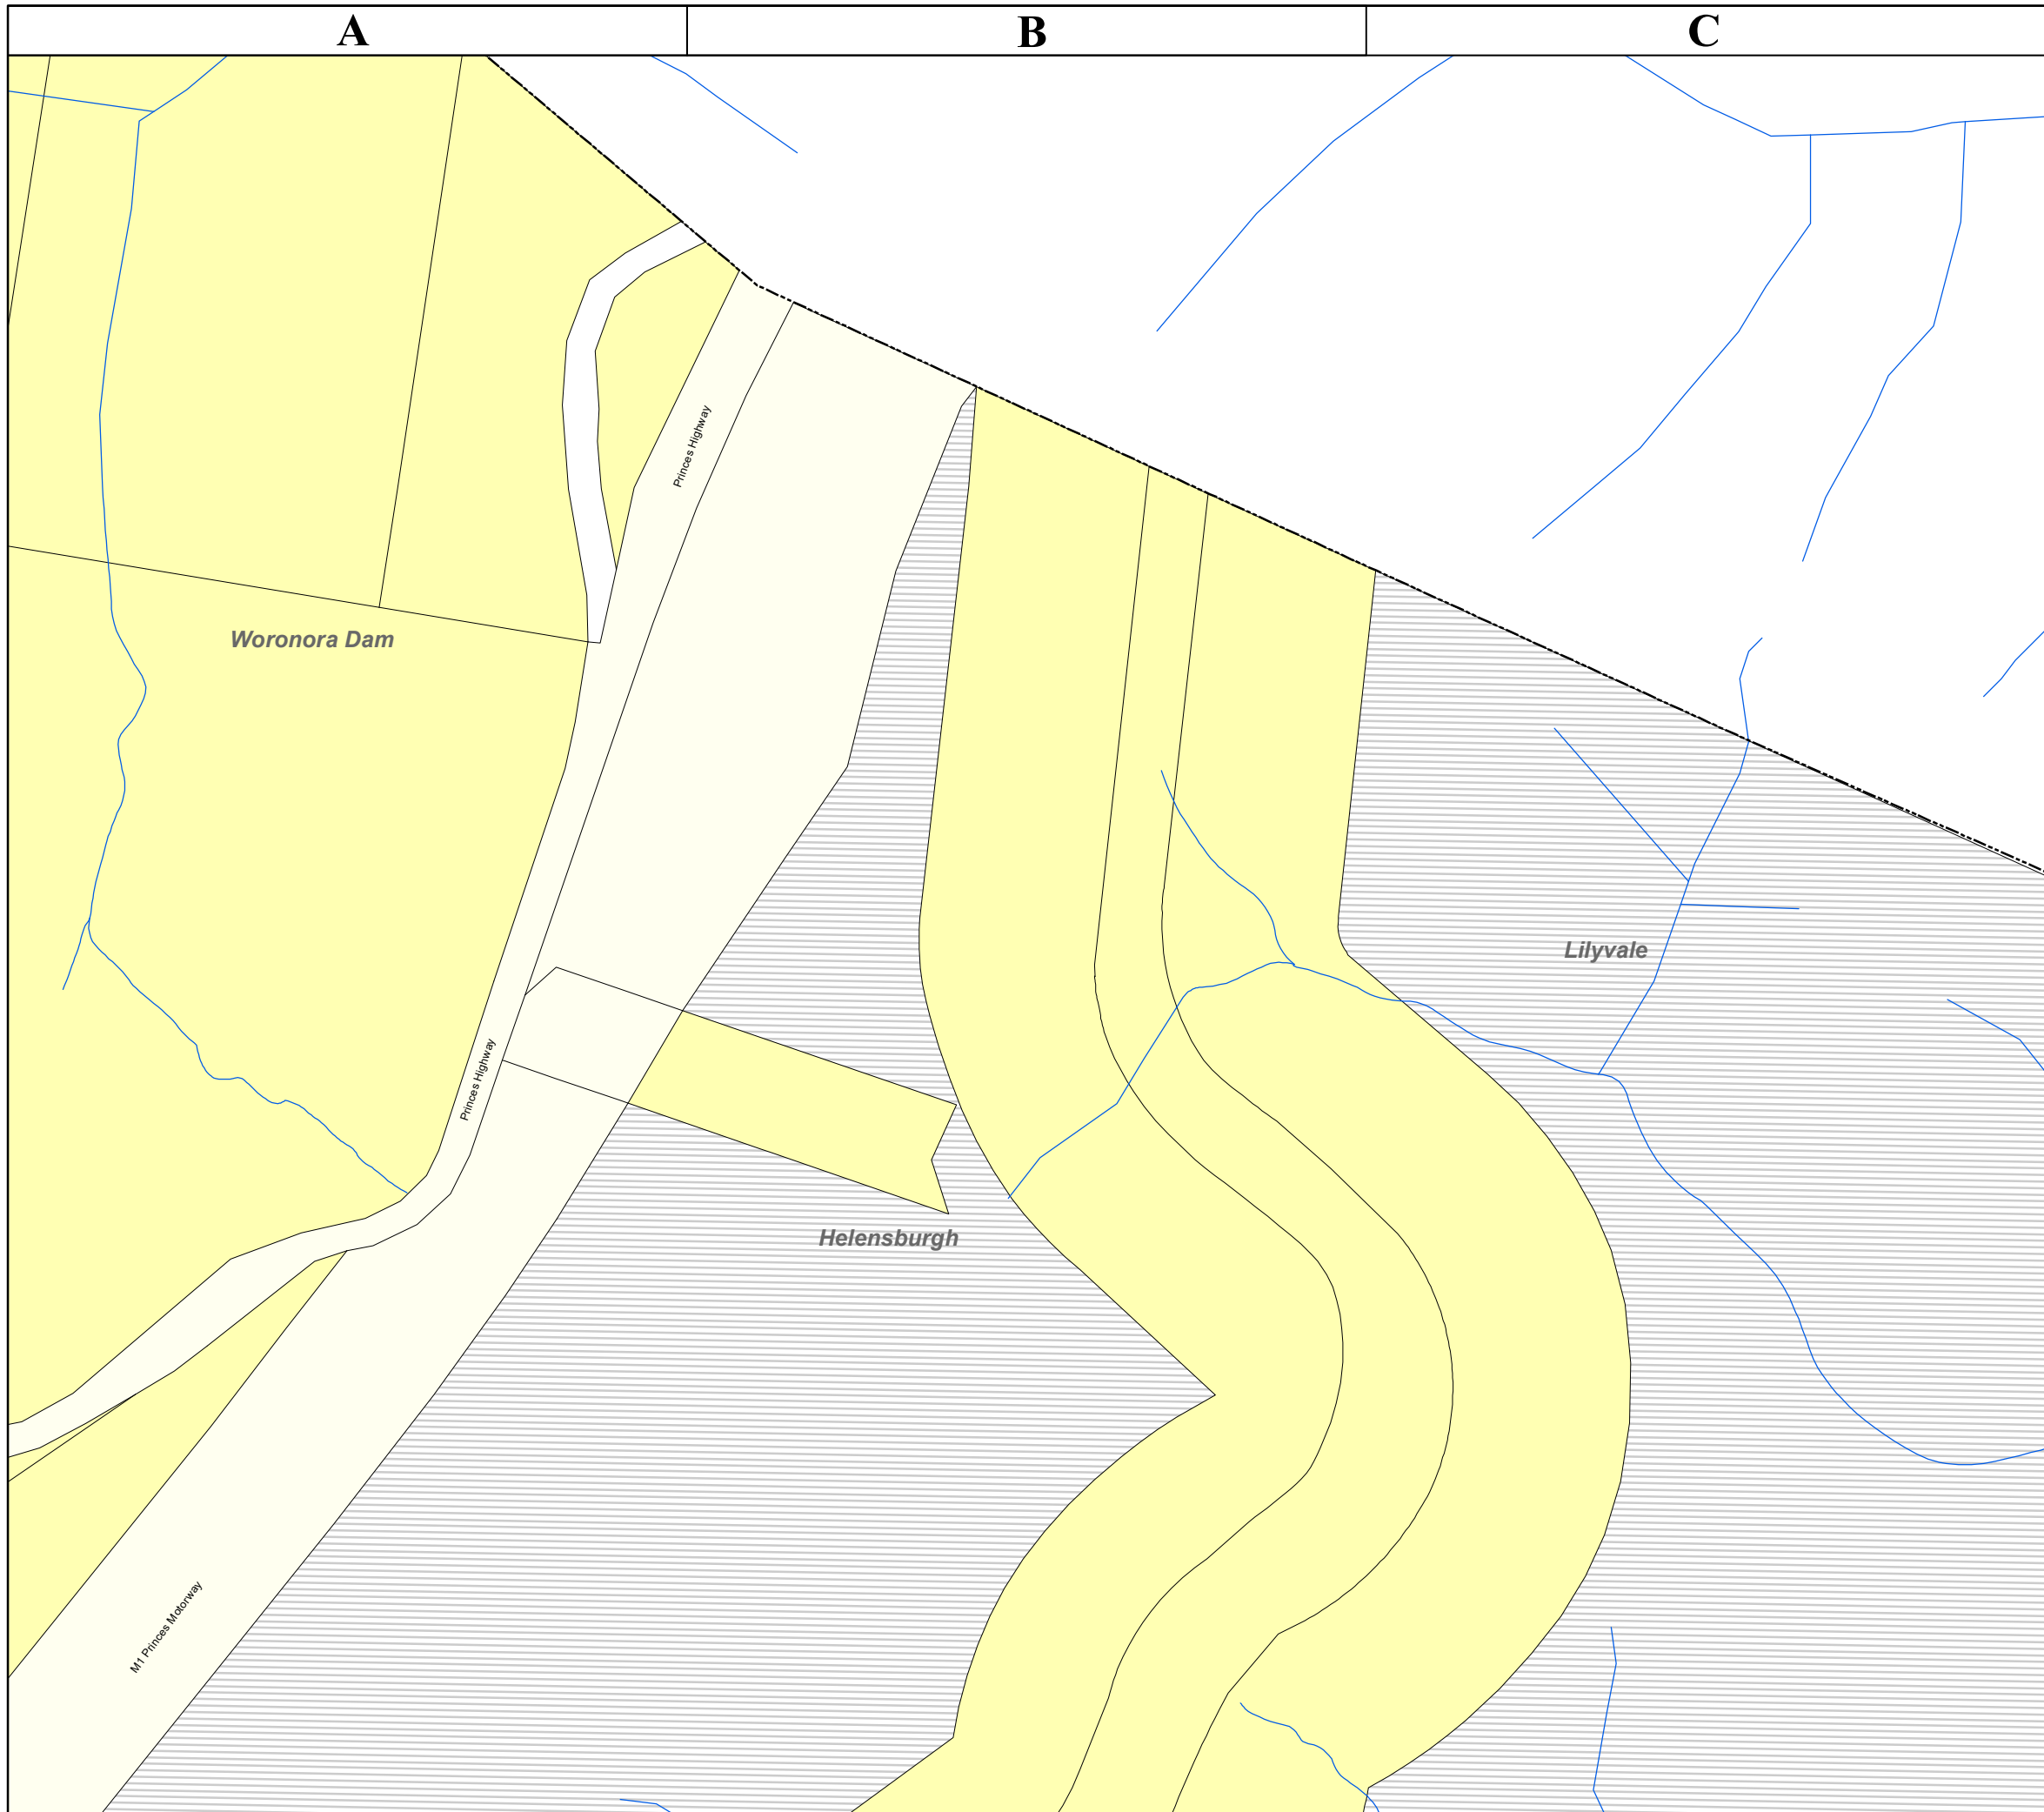 A
B
C
Princes Highway
Woronora Dam
Lilyvale
Princes Highway
Helensburgh
M1 Princes Motorway